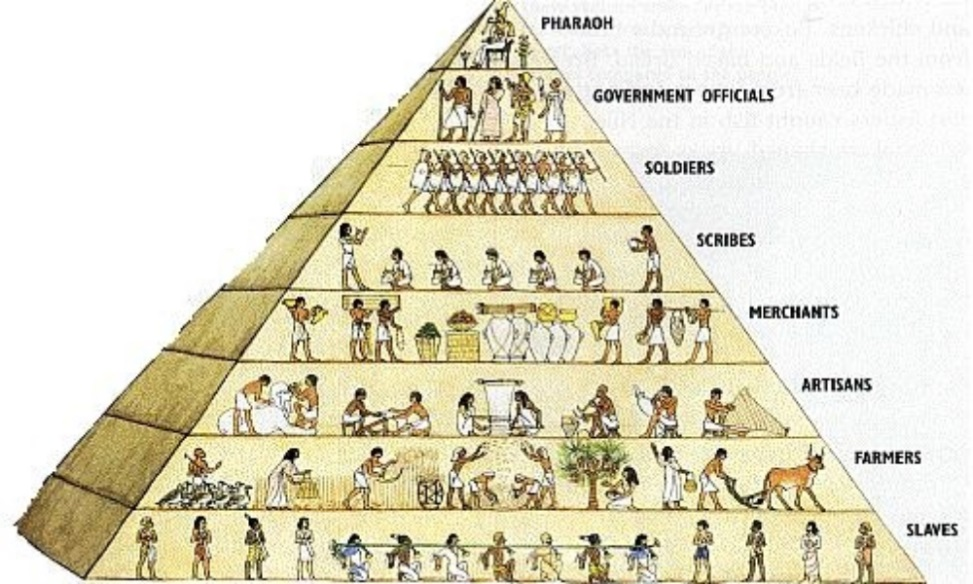 PHARAOH
GOVERNMENT OFFICIALS
SOLDIERS
SCRIBES
MERCHANTS
ARTISANS
FARMERS
SLAVES